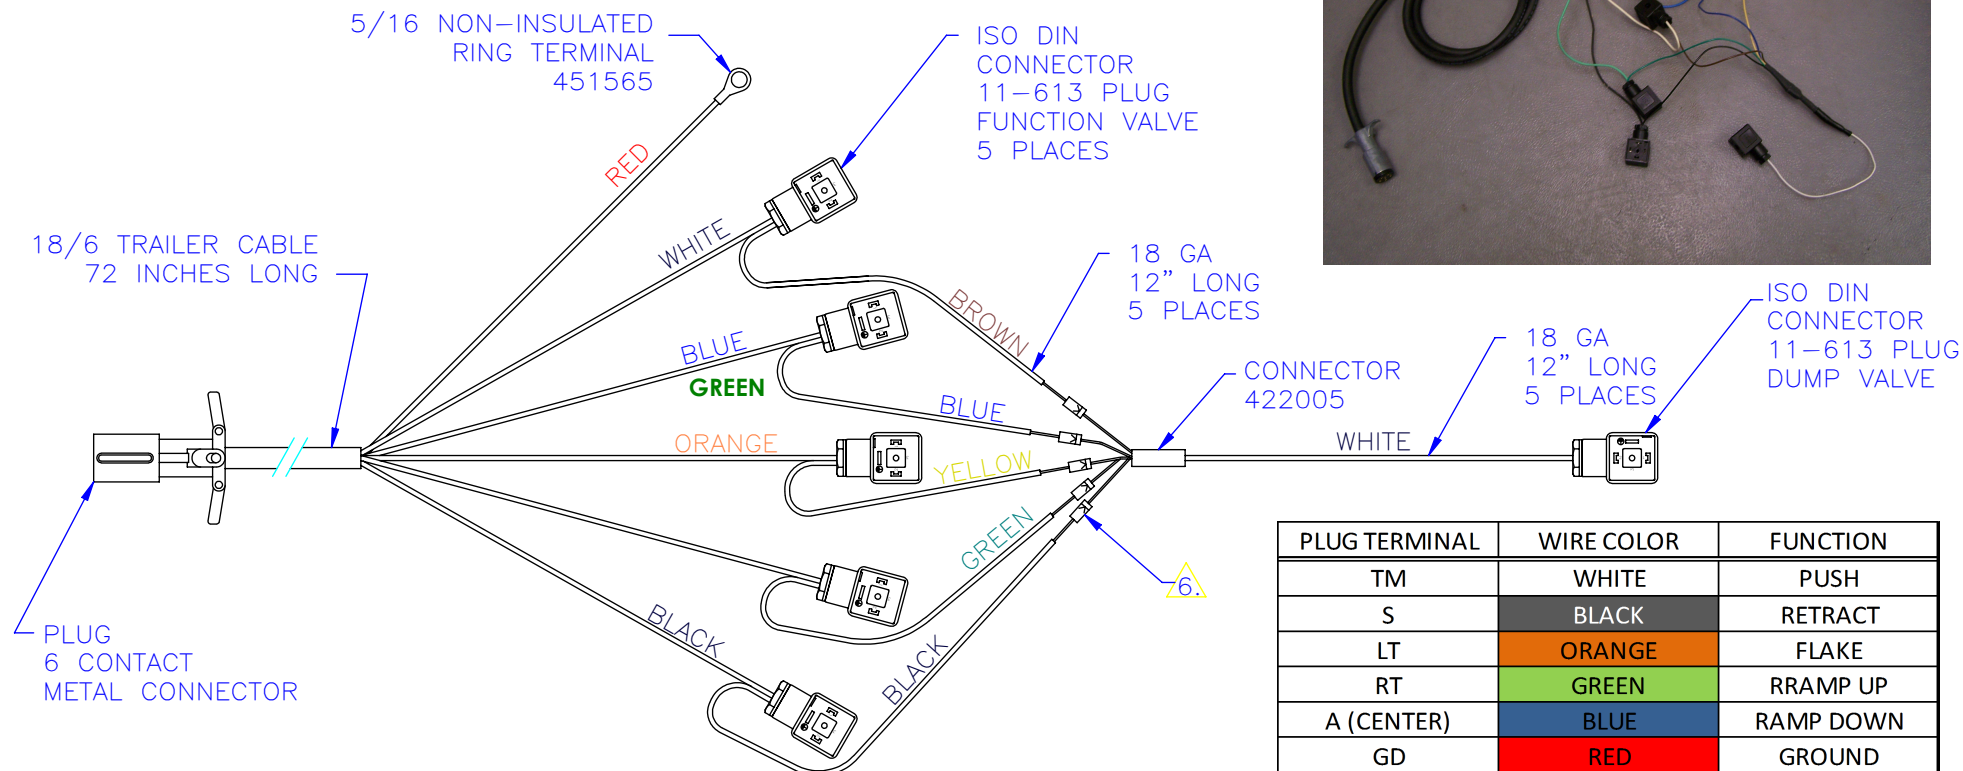 5/16 NON-INSULATED
RING TERMINAL
451565
ISO DIN
CONNECTOR
11-613 PLUG
FUNCTION VALVE
5 PLACES
RED
WHITE
18/6 TRAILER CABLE
72 INCHES LONG
18 GA
12" LONG
5 PLACES
BROWN
ISO DIN
CONNECTOR
11-613 PLUG
DUMP VALVE
18 GA
12" LONG
5 PLACES
BLUE
GREEN
CONNECTOR
422005
BLUE
ORANGE
YELLOW
WHITE
GREEN
6.
BLACK
BLACK
PLUG
6 CONTACT
METAL CONNECTOR
PLUG TERMINAL WIRE COLOR FUNCTION
TM WHITE PUSH
S BLACK RETRACT
LT ORANGE FLAKE
RT GREEN RRAMP UP
A (CENTER) BLUE RAMP DOWN
GD RED GROUND